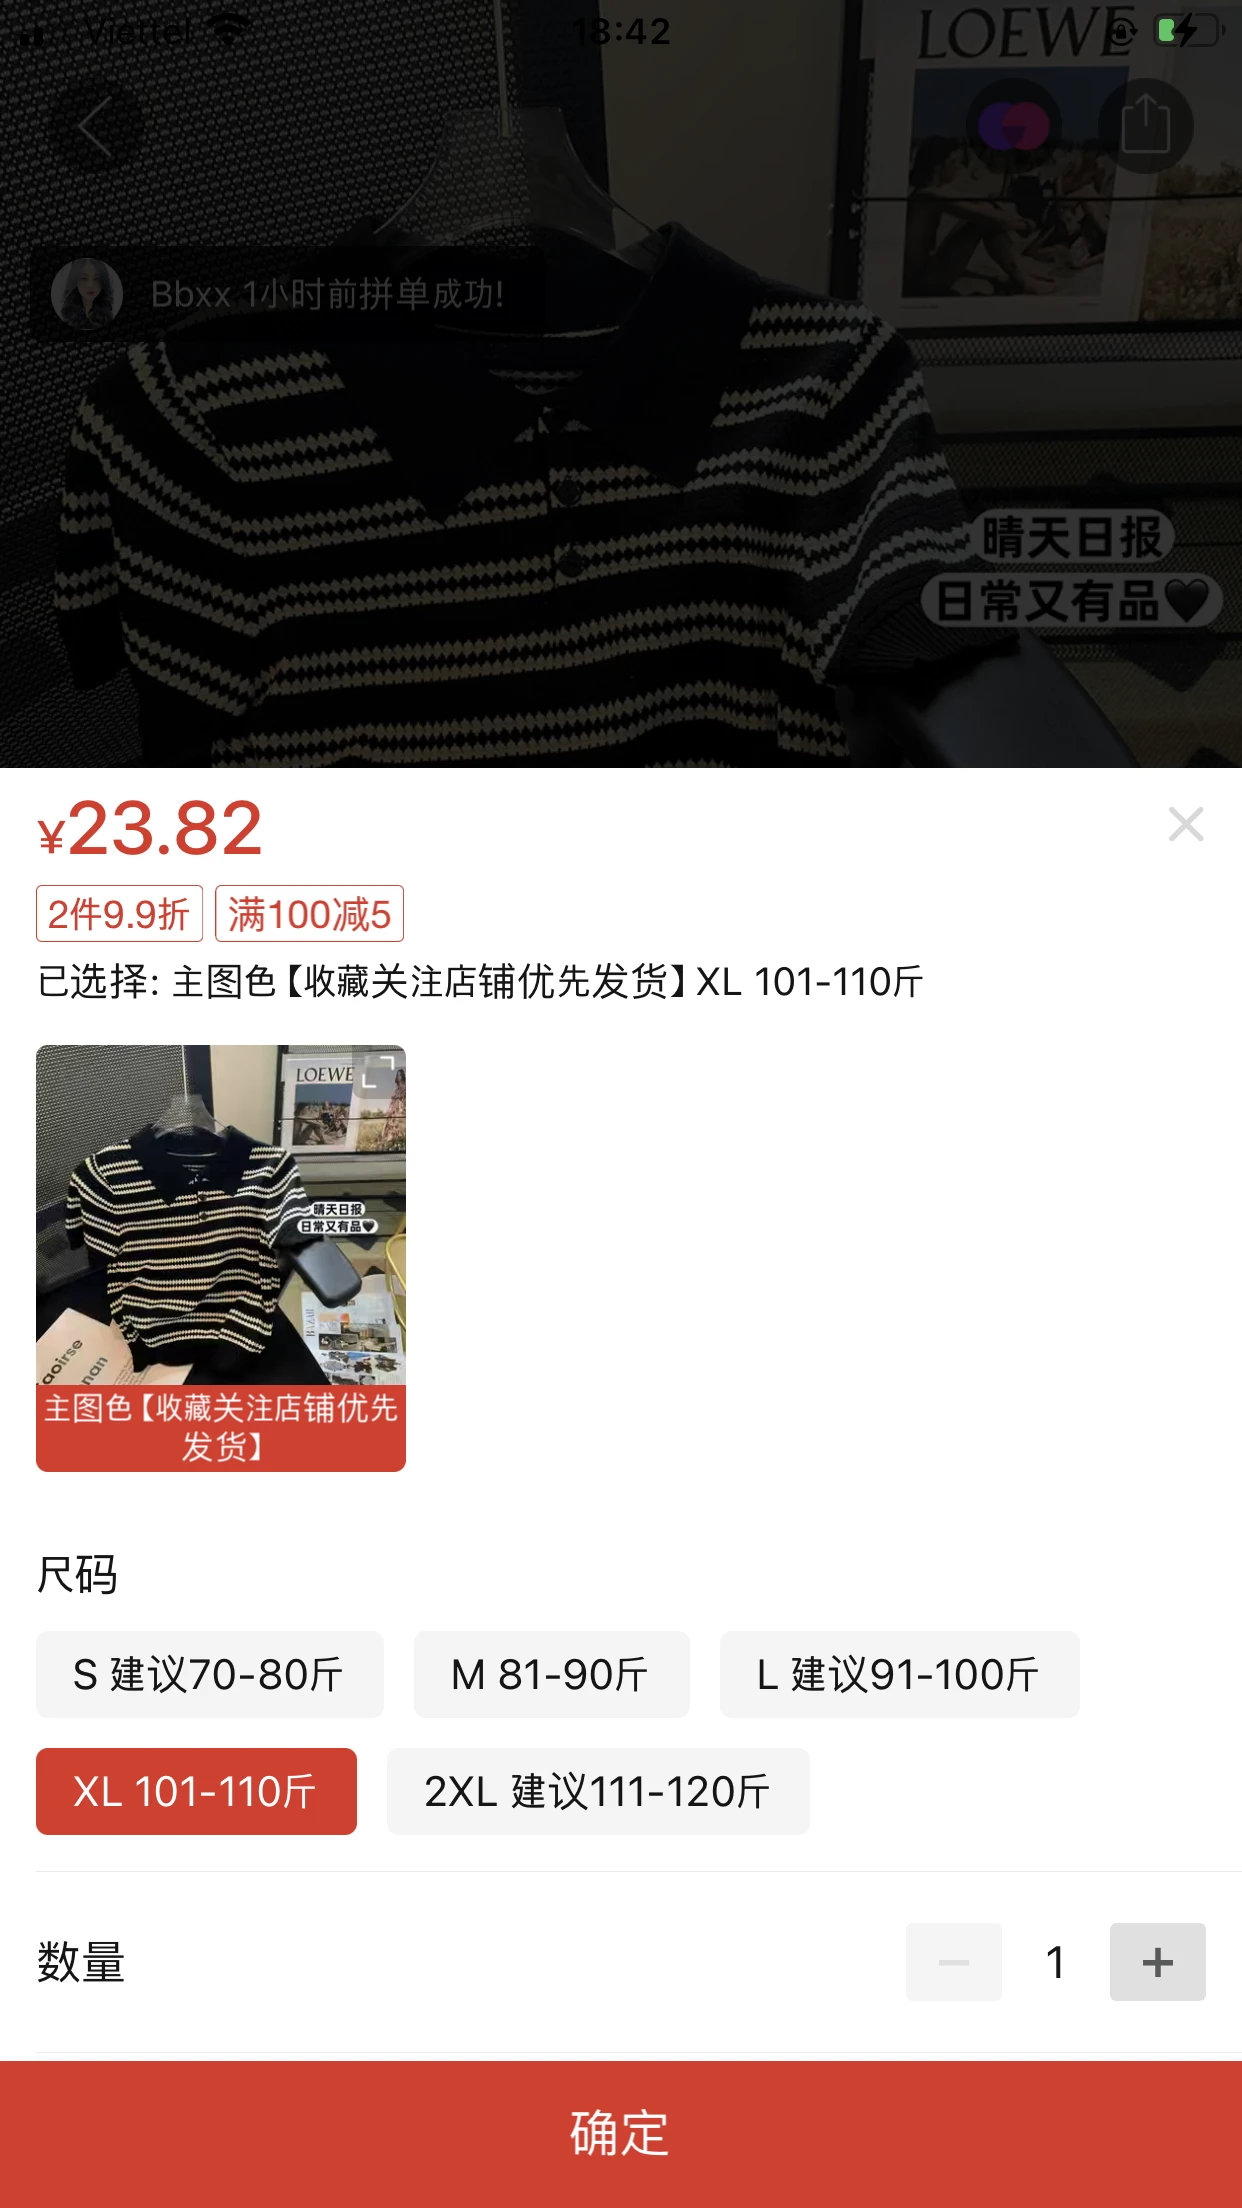 Viettel
18:42
LOEWE
Bbxx 1小时前拼单成功!
晴天日报
日常又有品🖤
¥23.82
2件9.9折
满100减5
已选择: 主图色【收藏关注店铺优先发货】XL 101-110斤
LOEWE
晴天日报
日常又有品🖤
aoirse
nan
主图色【收藏关注店铺优先
发货】
尺码
S 建议70-80斤
M 81-90斤
L 建议91-100斤
XL 101-110斤
2XL 建议111-120斤
数量
1
确定